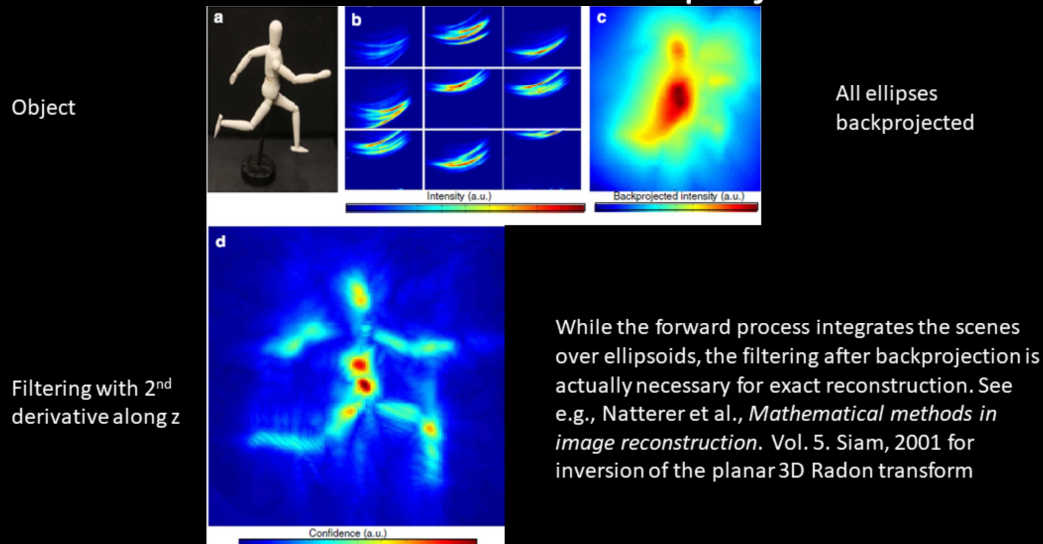 a
b
c
Object
All ellipses
backprojected
Intensity (a.u.)
Backprojected intensity (a.u.)
d
Filtering with 2nd
derivative along z
While the forward process integrates the scenes
over ellipsoids, the filtering after backprojection is
actually necessary for exact reconstruction. See
e.g., Natterer et al., Mathematical methods in
image reconstruction. Vol. 5. Siam, 2001 for
inversion of the planar 3D Radon transform
Confidence (a.u.)